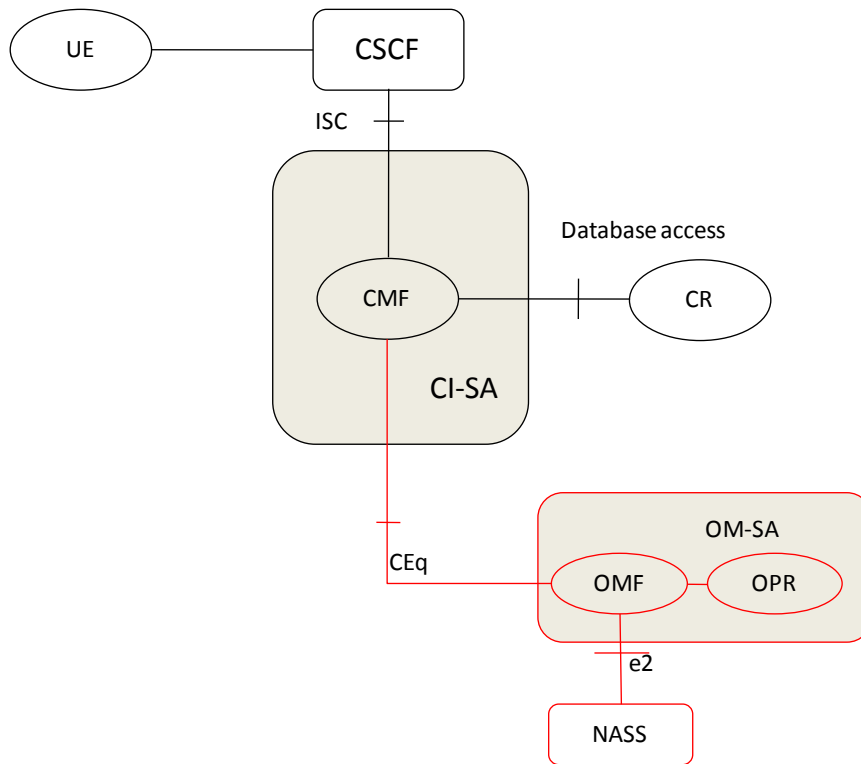 UE
CSCF
ISC
Database access
CMF
CR
CI-SA
OM-SA
CEq
OMF
OPR
e2
NASS